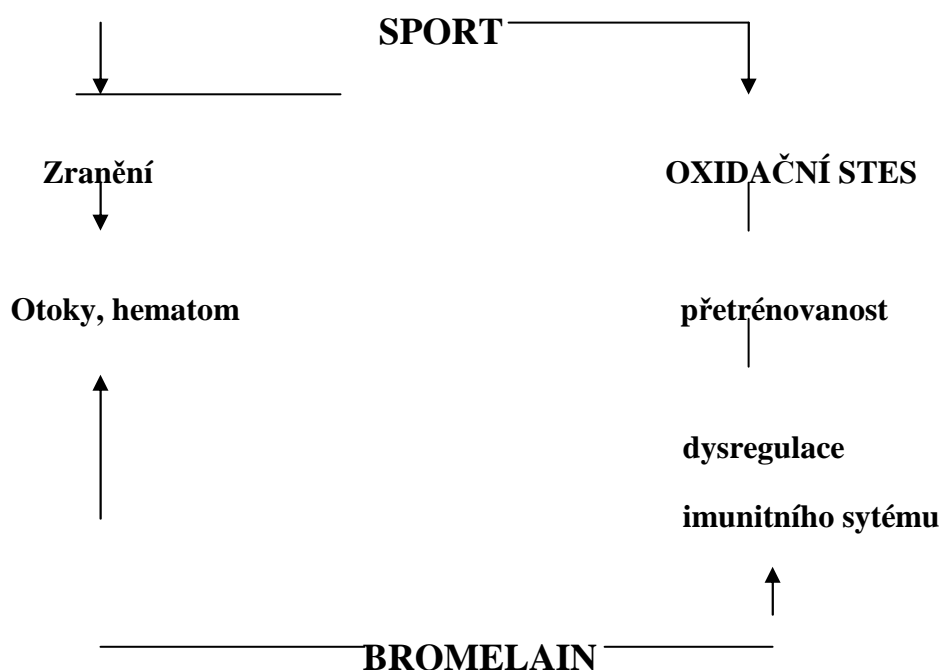 SPORT
Zranění OXIDAČNÍ STES
Otoky, hematom přetrénovanost
dysregulace
imunitního sytému
BROMELAIN